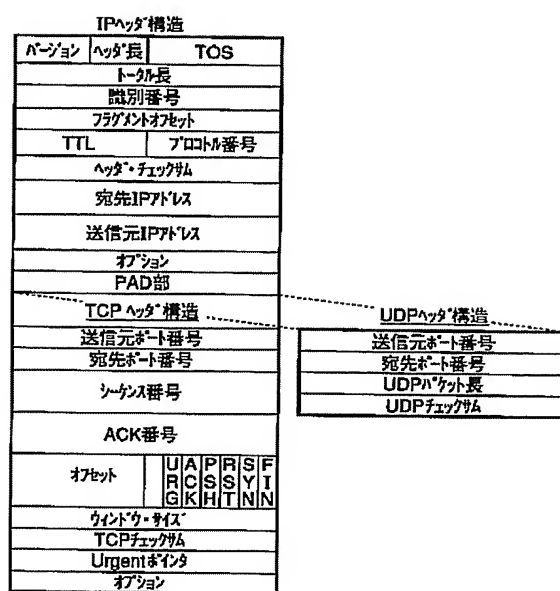 IPﾍｯﾀﾞ構造
ﾊﾞｰｼﾞｮﾝ ﾍｯﾀﾞ長 TOS
ﾄｰﾀﾙ長
識別番号
ﾌﾗｸﾞﾒﾝﾄｵﾌｾｯﾄ
TTL ﾌﾟﾛｺﾄﾙ番号
ﾍｯﾀﾞ・ﾁｪｯｸｻﾑ
宛先IPｱﾄﾞﾚｽ
送信元IPｱﾄﾞﾚｽ
ｵﾌﾟｼｮﾝ
PAD部
TCP ﾍｯﾀﾞ構造
送信元ﾎﾟｰﾄ番号
宛先ﾎﾟｰﾄ番号
ｼｰｹﾝｽ番号
ACK番号
ｵﾌｾｯﾄ URG ACK PSH RST SYN FIN
ｳｨﾝﾄﾞｳ・ｻｲｽﾞ
TCPﾁｪｯｸｻﾑ
Urgentﾎﾟｲﾝﾀ
ｵﾌﾟｼｮﾝ
UDPﾍｯﾀﾞ構造
送信元ﾎﾟｰﾄ番号
宛先ﾎﾟｰﾄ番号
UDPﾊﾟｹｯﾄ長
UDPﾁｪｯｸｻﾑ